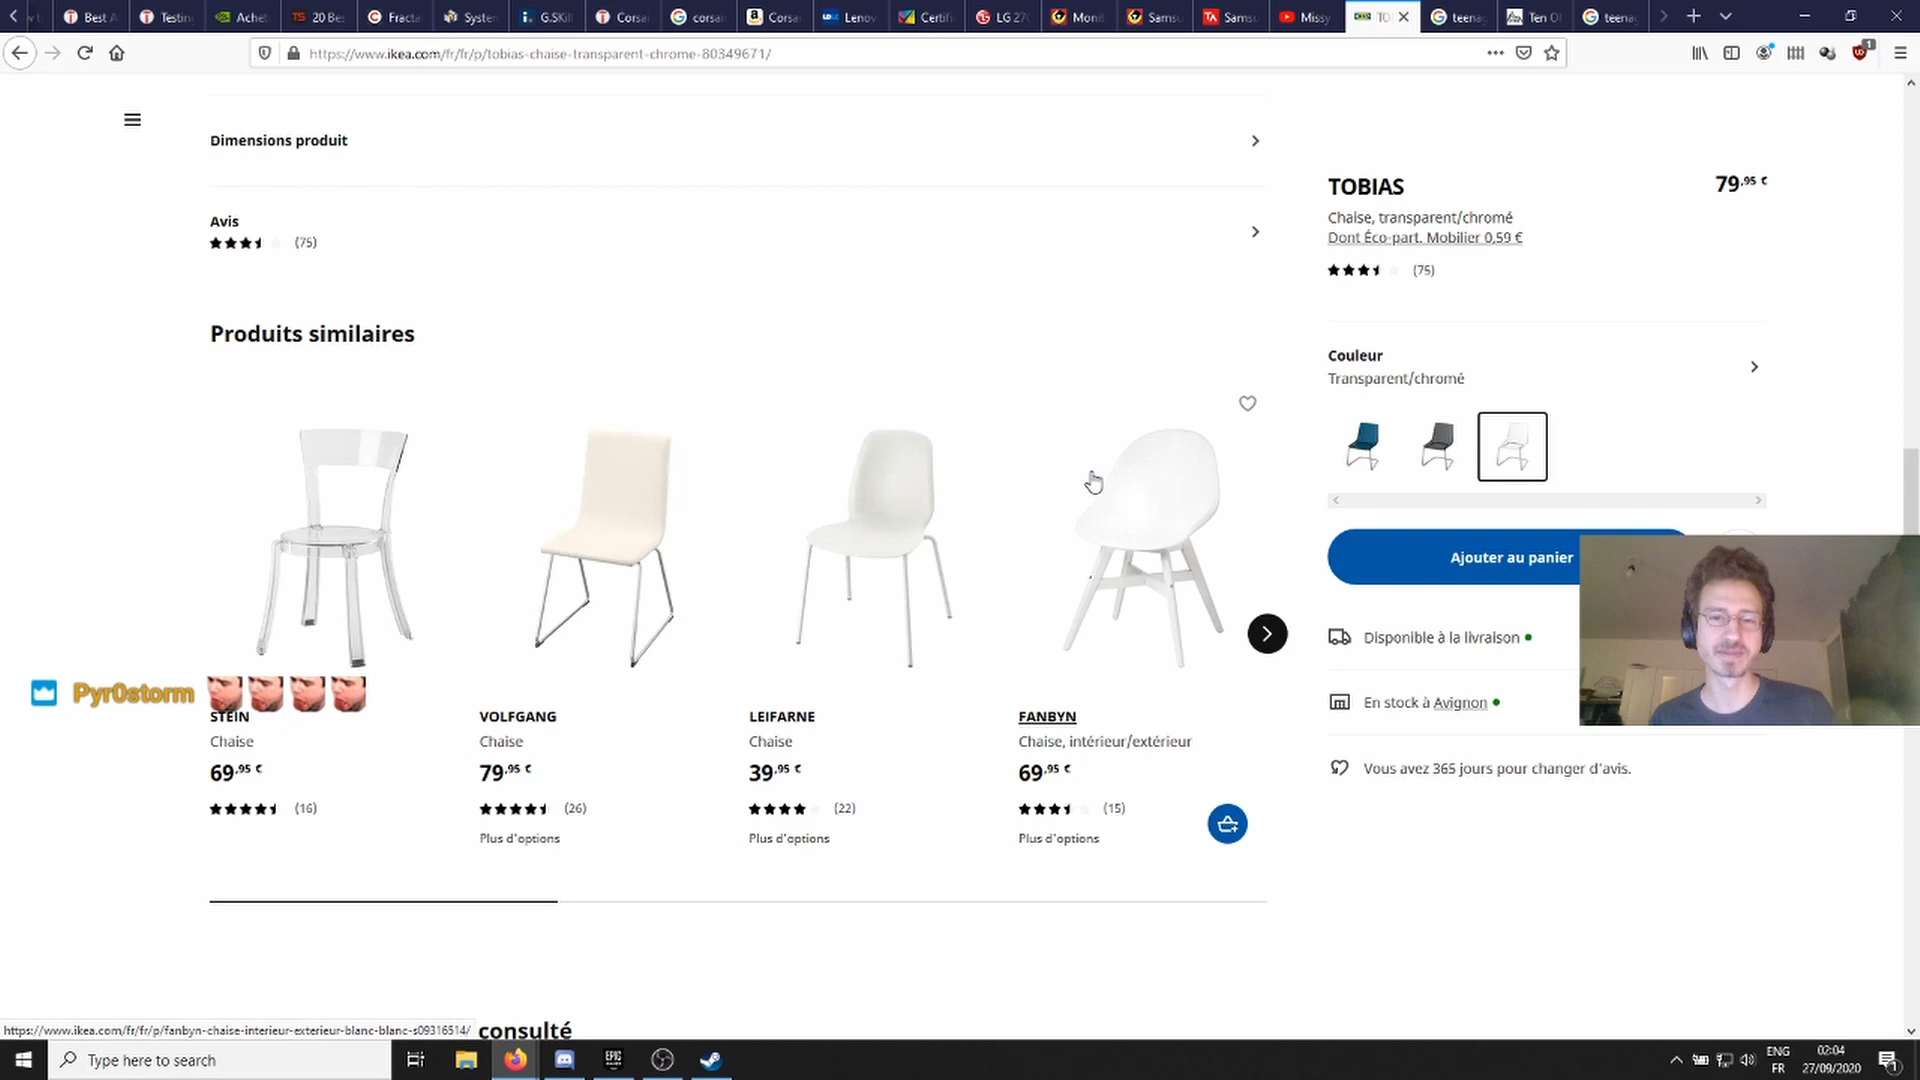 Best A
Testin
Achet
20 Be
Fracta
System
G.SKill
Corsai
corsai
Corsa
Lenov
Certifi
LG 27
Monit
Sams
Sams
Missy
TO
teena
Ten O
teena
https://www.ikea.com/fr/fr/p/tobias-chaise-transparent-chrome-80349671/
Dimensions produit
Avis
(75)
Produits similaires
Pyr0storm
STEIN
Chaise
69,95 €
(16)
VOLFGANG
Chaise
79,95 €
(26)
Plus d'options
LEIFARNE
Chaise
39,95 €
(22)
Plus d'options
FANBYN
Chaise, intérieur/extérieur
69,95 €
(15)
Plus d'options
TOBIAS
79,95 €
Chaise, transparent/chromé
Dont Éco-part. Mobilier 0,59 €
(75)
Couleur
Transparent/chromé
Ajouter au panier
Disponible à la livraison
En stock à Avignon
Vous avez 365 jours pour changer d'avis.
consulté
https://www.ikea.com/fr/fr/p/fanbyn-chaise-interieur-exterieur-blanc-blanc-s09316514/
Type here to search
EPIC
ENG
FR
02:04
27/09/2020